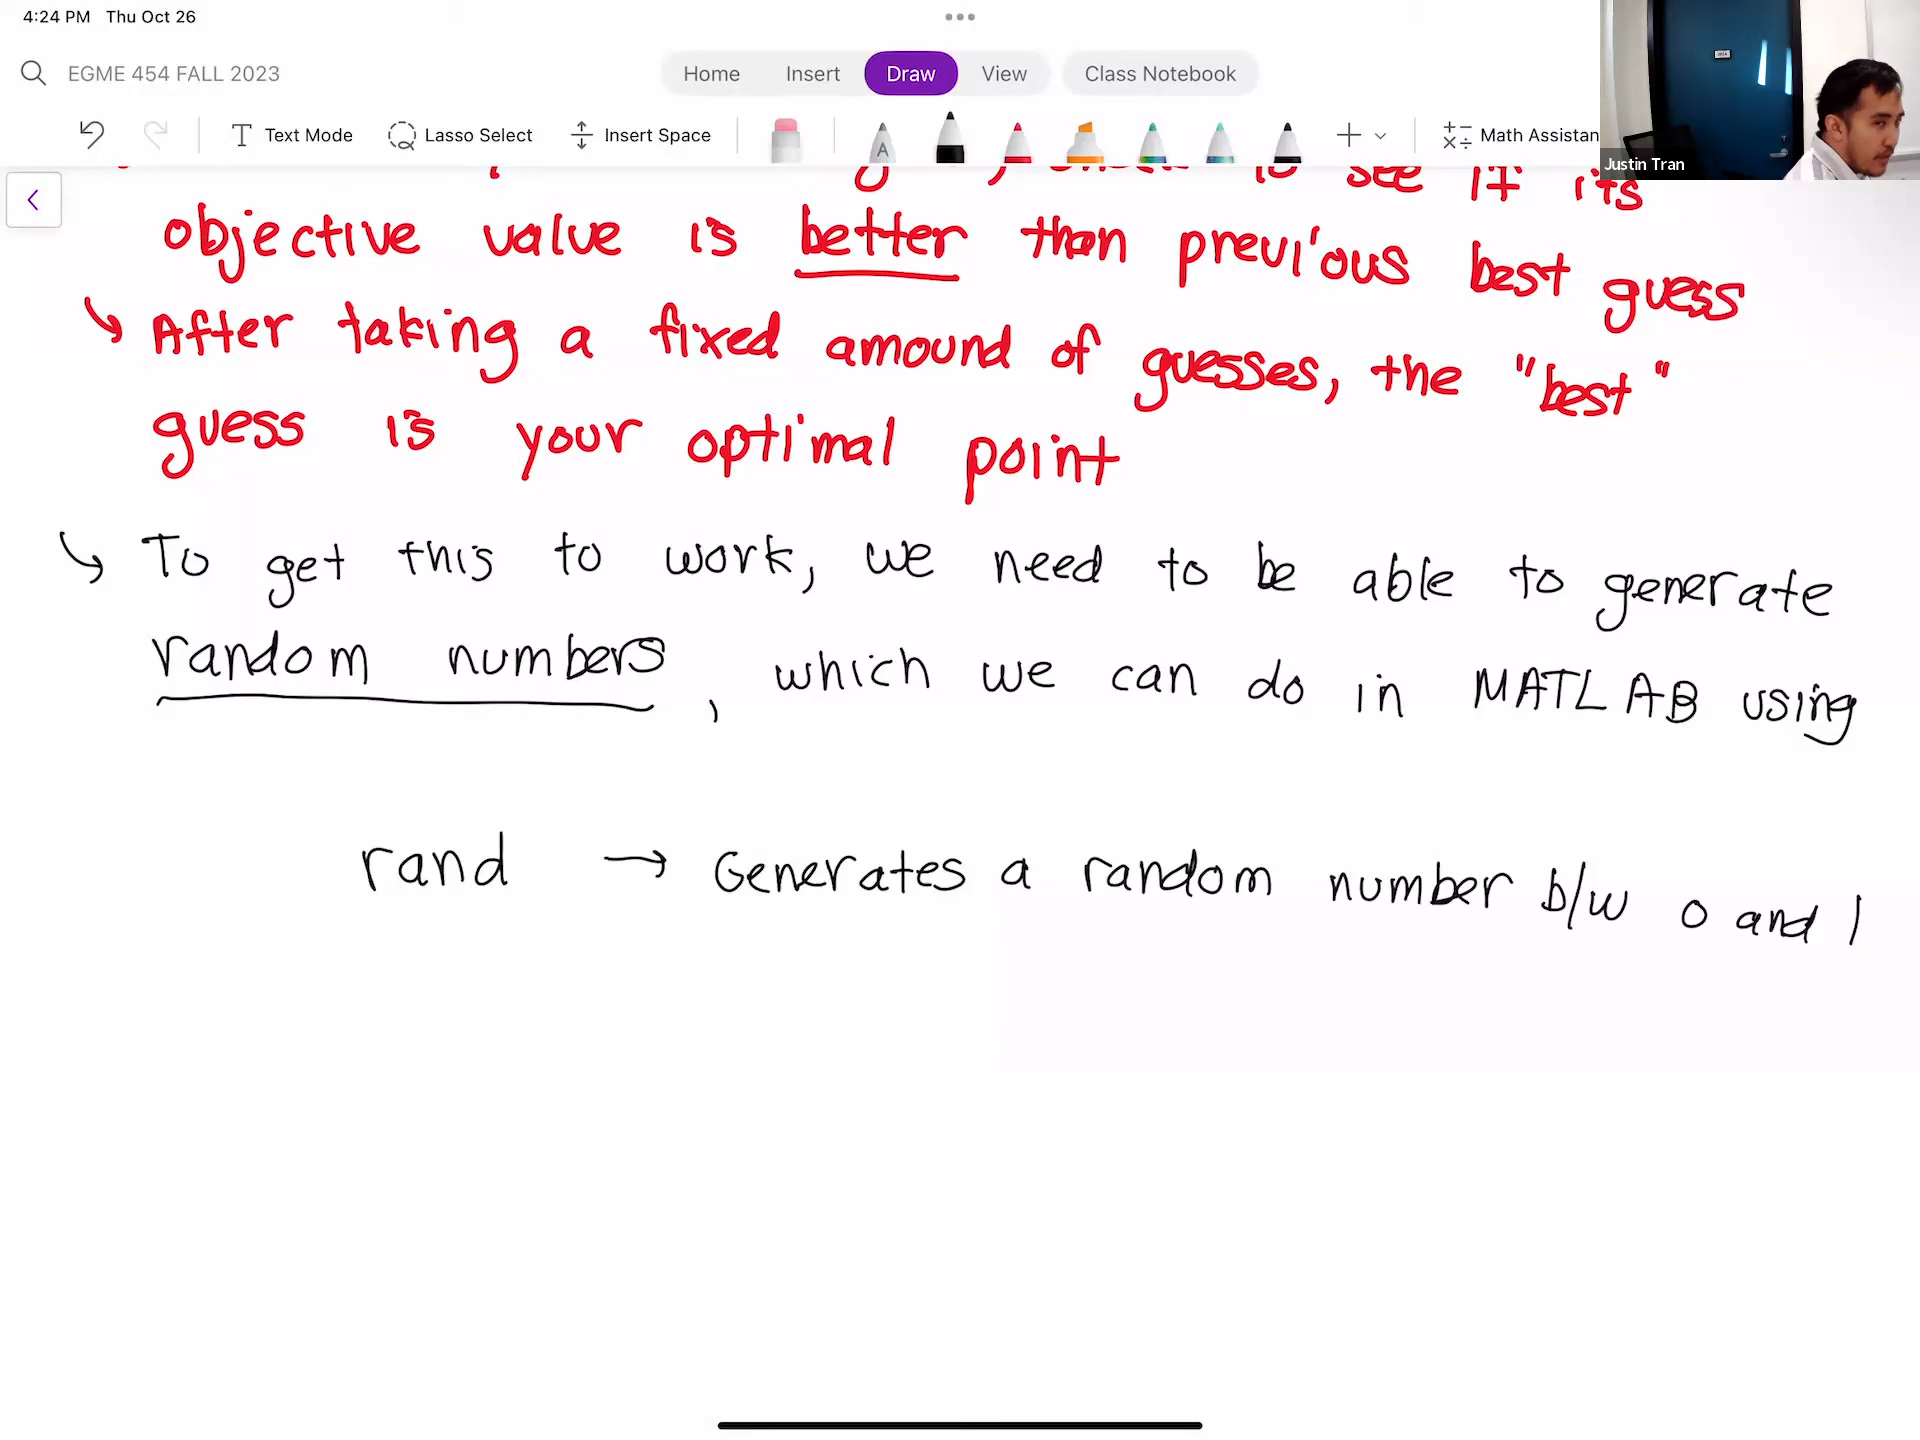 4:24 PM Thu Oct 26
EGME 454 FALL 2023
Home Insert Draw View Class Notebook
Text Mode Lasso Select Insert Space A Math Assistan
Justin Tran
to see if its
objective value is better than previous best guess
After taking a fixed amound of guesses, the "best"
guess is your optimal point
To get this to work, we need to be able to generate
random numbers, which we can do in MATLAB using
rand → Generates a random number b/w 0 and 1